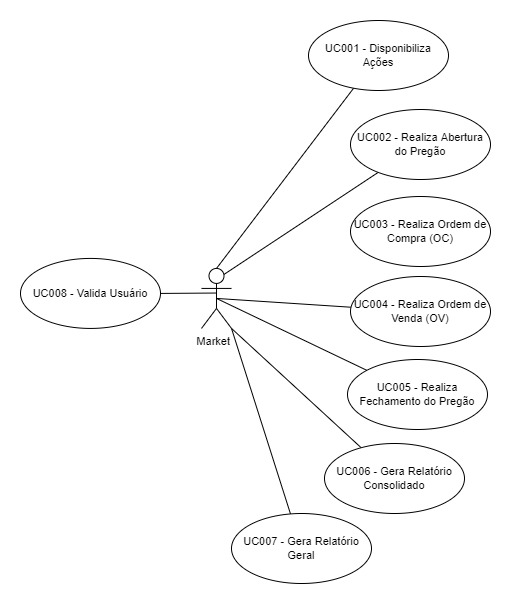 UC001 - Disponibiliza
Ações
UC002 - Realiza Abertura
do Pregão
UC003 - Realiza Ordem de
Compra (OC)
UC008 - Valida Usuário
UC004 - Realiza Ordem de
Venda (OV)
Market
UC005 - Realiza
Fechamento do Pregão
UC006 - Gera Relatório
Consolidado
UC007 - Gera Relatório
Geral